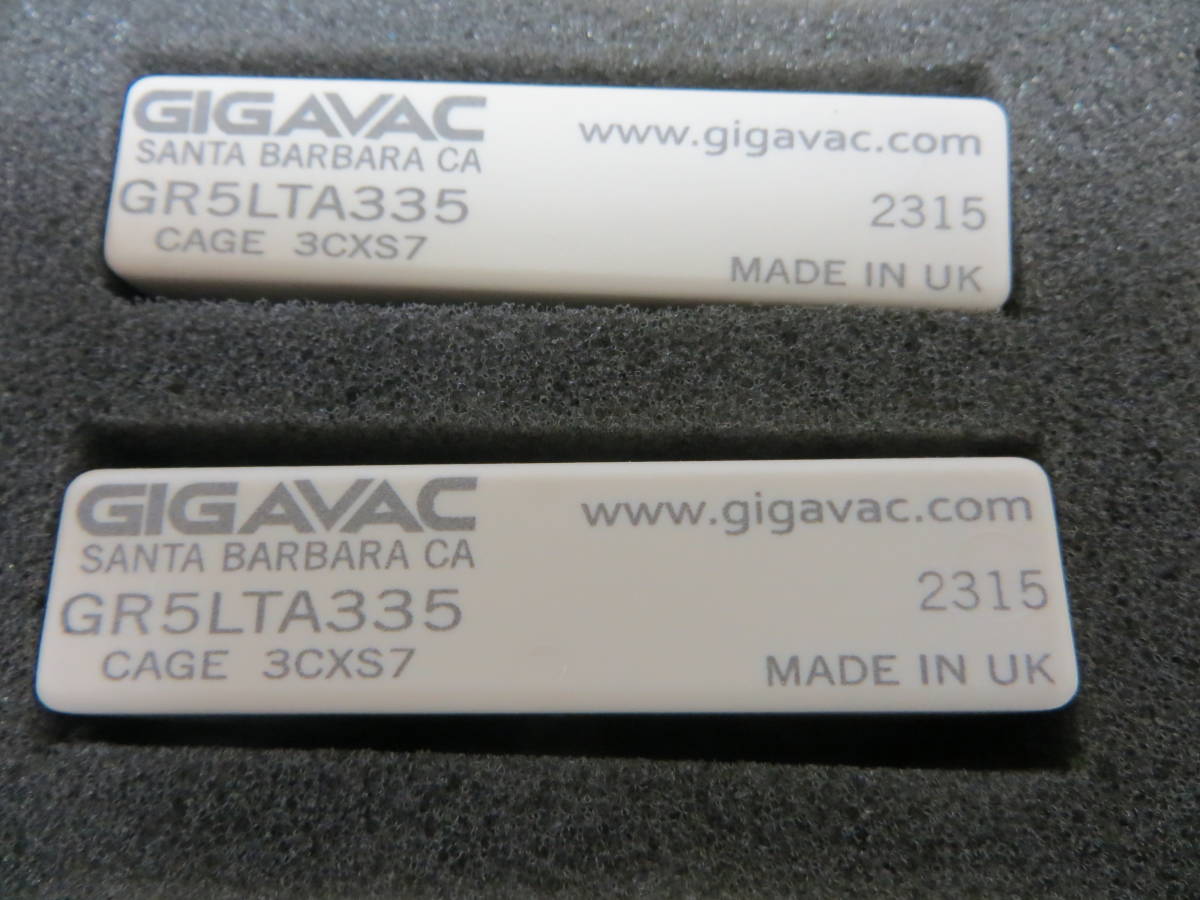 GIGAVAC
SANTA BARBARA CA
GR5LTA335
CAGE 3CXS7
www.gigavac.com
2315
MADE IN UK
GIGAVAC
SANTA BARBARA CA
GR5LTA335
CAGE 3CXS7
www.gigavac.com
2315
MADE IN UK